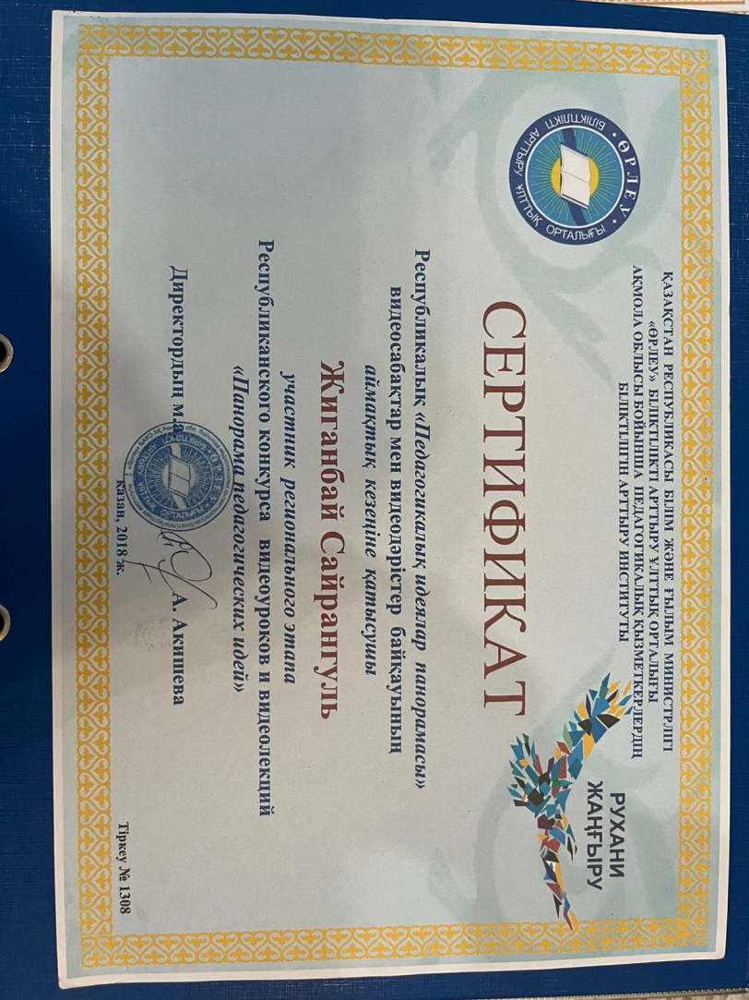 ҚАЗАҚСТАН РЕСПУБЛИКАСЫ БІЛІМ ЖӘНЕ ҒЫЛЫМ МИНИСТРЛІГІ
«ӨРЛЕУ» БІЛІКТІЛІКТІ АРТТЫРУ ҰЛТТЫҚ ОРТАЛЫҒЫ
АҚМОЛА ОБЛЫСЫ БОЙЫНША ПЕДАГОГИКАЛЫҚ ҚЫЗМЕТКЕРЛЕРДІҢ
БІЛІКТІЛІГІН АРТТЫРУ ИНСТИТУТЫ
• ӨРЛЕУ •
БІЛІКТІЛІКТІ АРТТЫРУ ҰЛТТЫҚ ОРТАЛЫҒЫ
РУХАНИ
ЖАҢҒЫРУ
СЕРТИФИКАТ
Республикалық «Педагогикалық идеялар панорамасы»
видеосабақтар мен видеодәрістер байқауының
аймақтық кезеңіне қатысушы
Жиганбай Сайрангуль
участник регионального этапа
Республиканского конкурса видеоуроков и видеолекций
«Панорама педагогических идей»
Директордың м.а. А. Акишева
қазан, 2018 ж.
Тіркеу № 1308